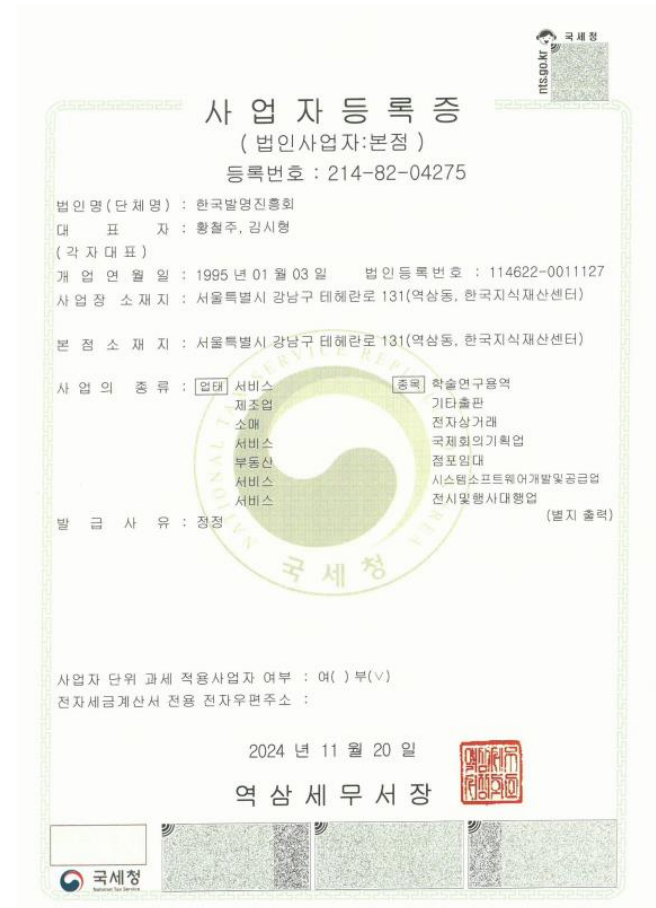 국세청
nts.go.kr
사업자등록증
( 법인사업자:본점 )
등록번호 : 214-82-04275
법인명(단체명) : 한국발명진흥회
대 표 자 : 황철주, 김시형
(각자대표)
개 업 연 월 일 : 1995 년 01 월 03 일 법인등록번호 : 114622-0011127
사업장 소재지 : 서울특별시 강남구 테헤란로 131(역삼동, 한국지식재산센터)
본 점 소 재 지 : 서울특별시 강남구 테헤란로 131(역삼동, 한국지식재산센터)
사업의 종류 : 업태 서비스 종목 학술연구용역
제조업 기타출판
소매 전자상거래
서비스 국제회의기획업
부동산 점포임대
서비스 시스템소프트웨어개발및공급업
서비스 전시및행사대행업
(별지 출력)
발 급 사 유 : 정정
NATIONAL TAX SERVICE REPUBLIC OF KOREA
국세청
사업자 단위 과세 적용사업자 여부 : 여( ) 부(∨)
전자세금계산서 전용 전자우편주소 :
2024 년 11 월 20 일
역삼세무서장
국세청
National Tax Service